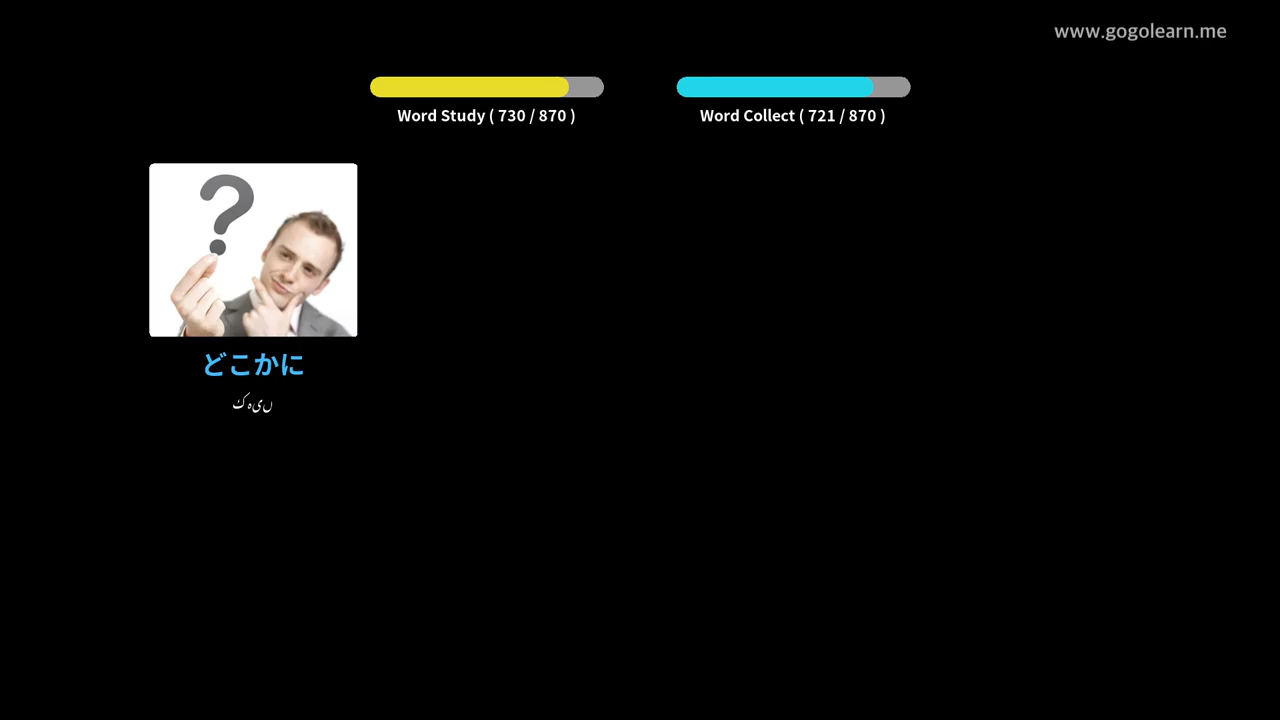 www.gogolearn.me
Word Study ( 730 / 870 )
Word Collect ( 721 / 870 )
?
どこかに
کہیں